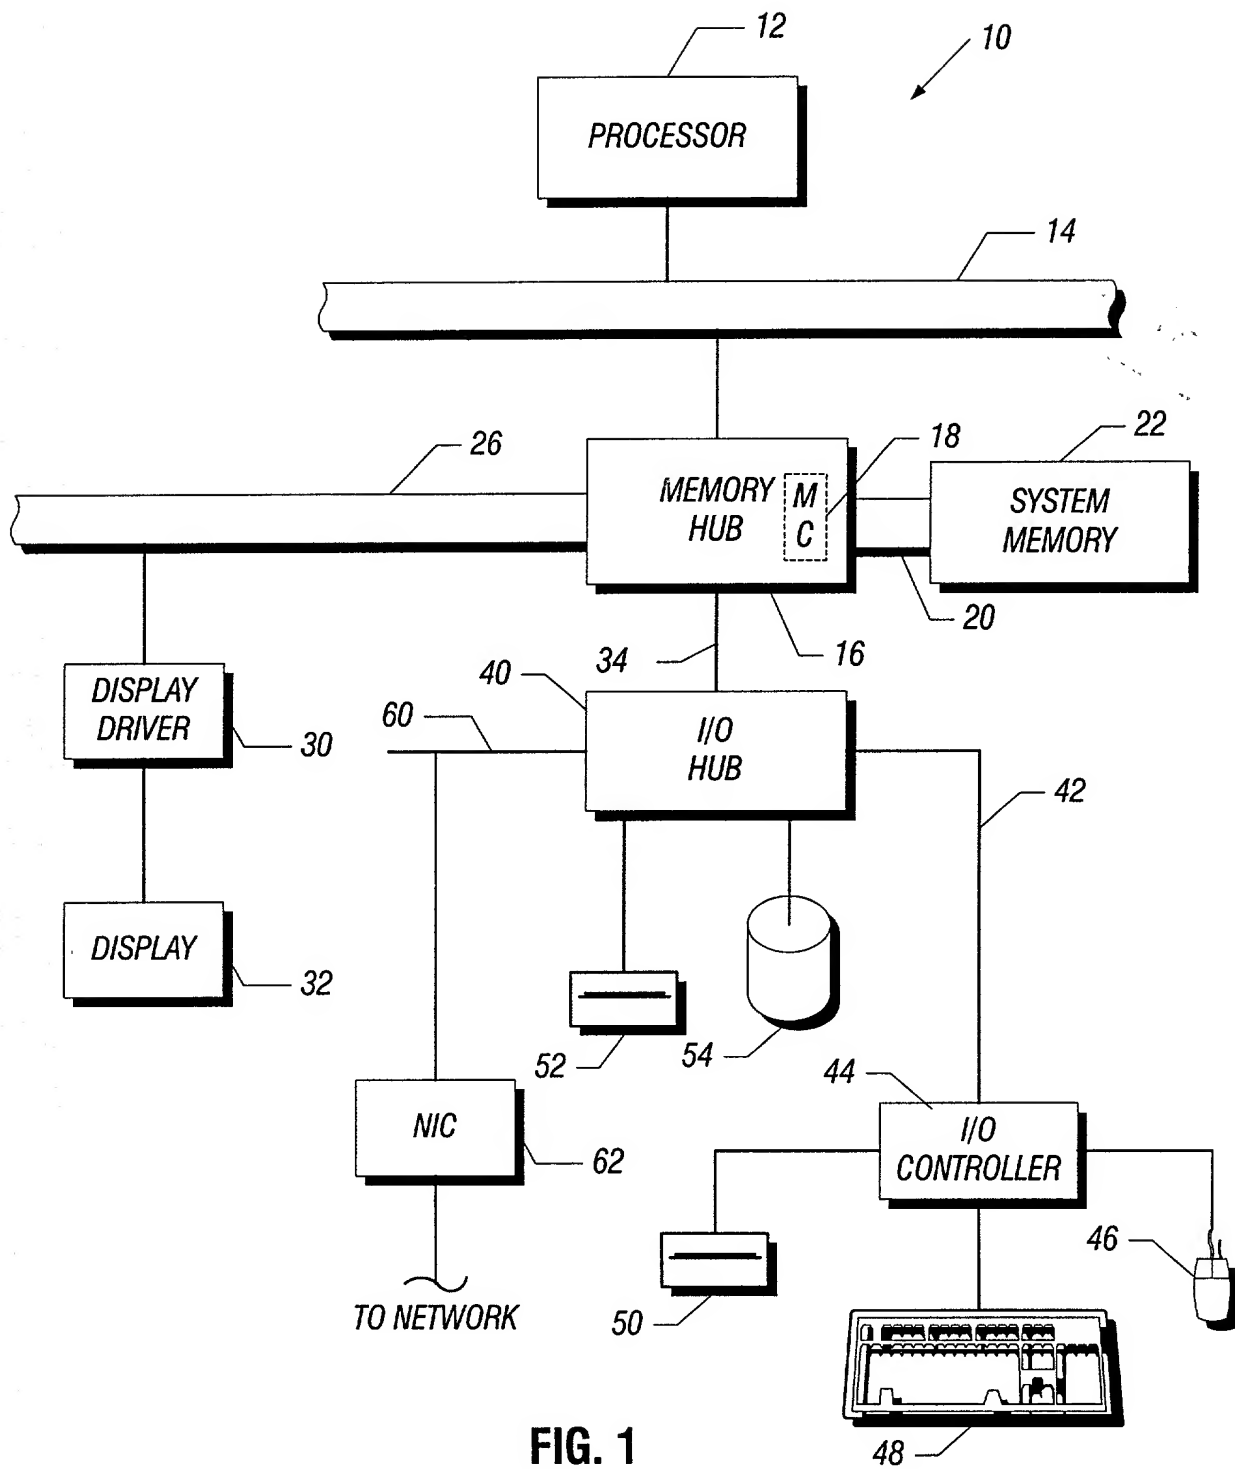 12
10
PROCESSOR
14
26
18
22
MEMORY
HUB
M
C
SYSTEM
MEMORY
20
34
16
40
DISPLAY
DRIVER
30
60
I/O
HUB
42
DISPLAY
32
52
54
44
NIC
62
I/O
CONTROLLER
46
50
TO NETWORK
48
FIG. 1